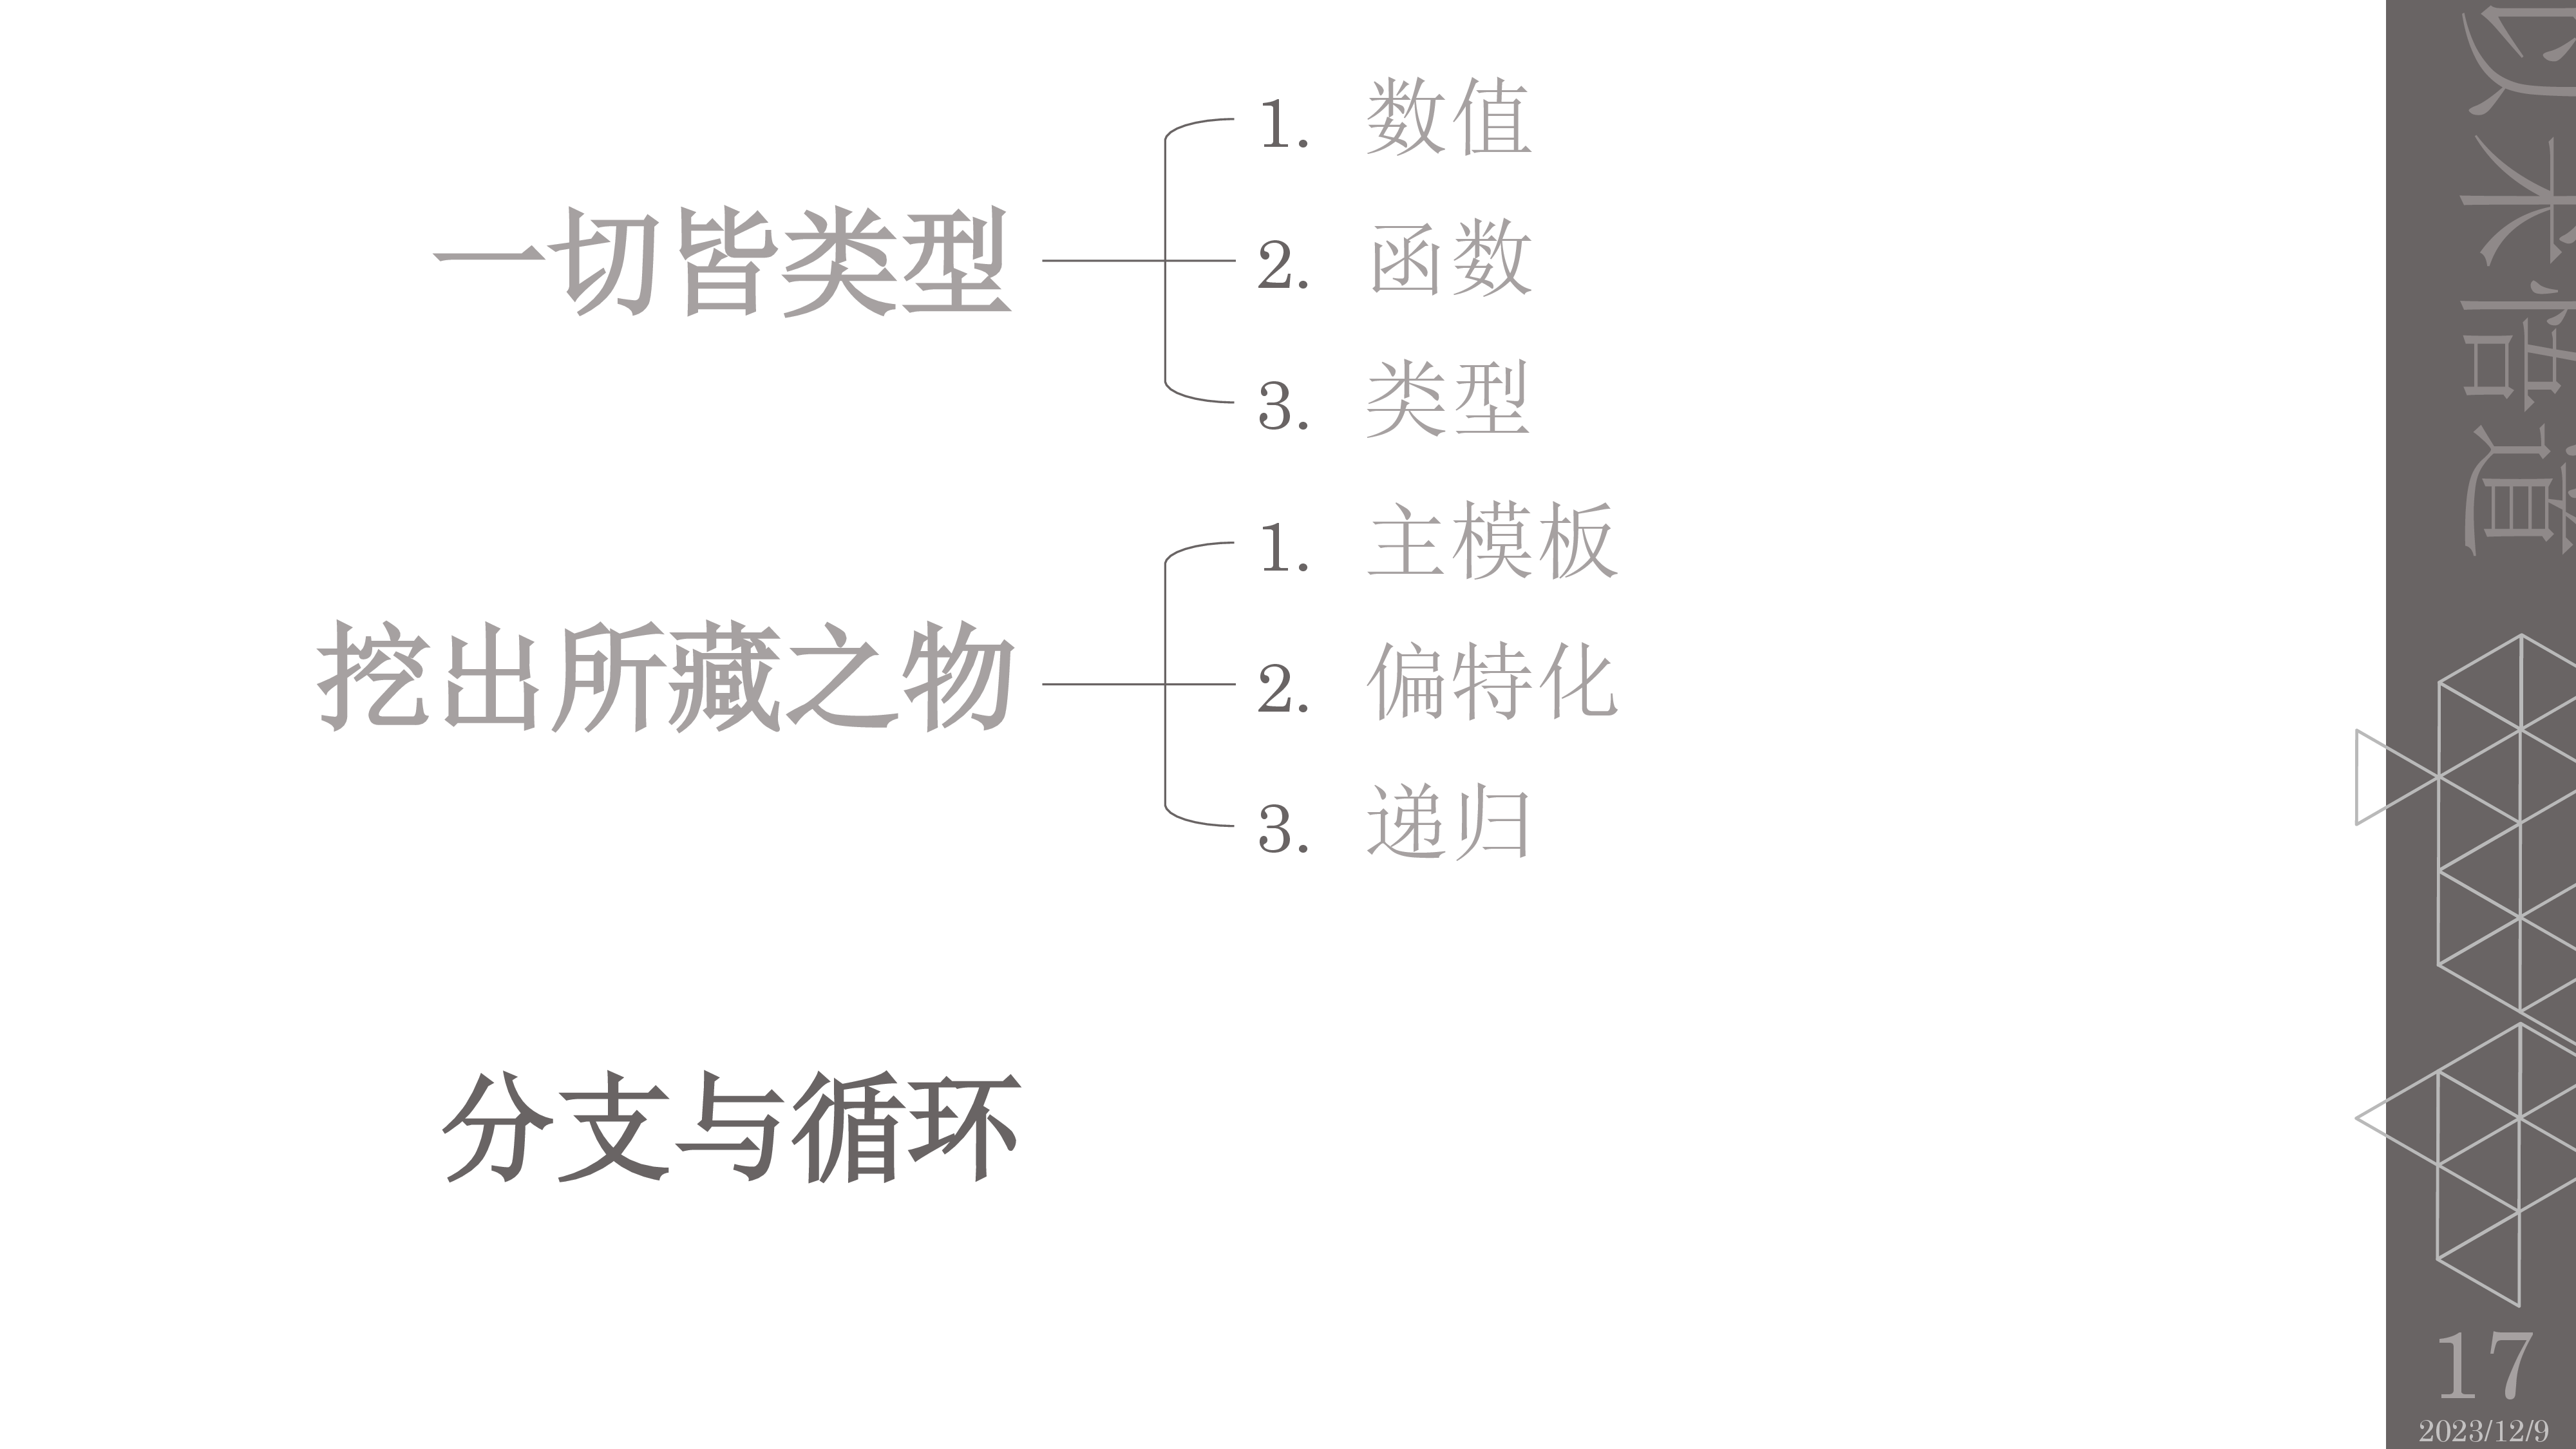 一切皆类型
1. 数值
2. 函数
3. 类型
挖出所藏之物
1. 主模板
2. 偏特化
3. 递归
分支与循环
以术悟道
17
2023/12/9